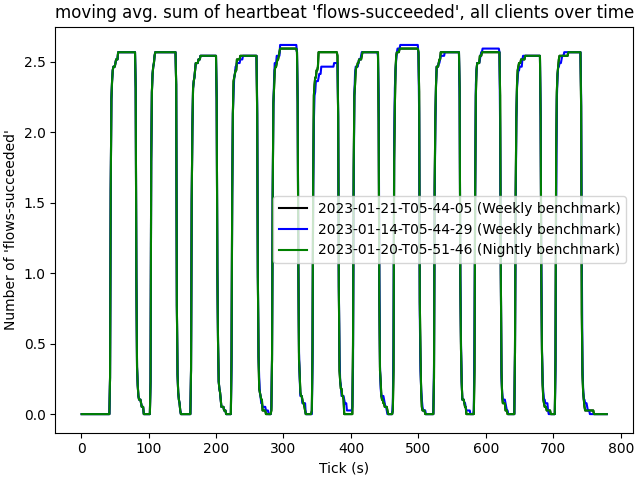 moving avg. sum of heartbeat 'flows-succeeded', all clients over time
Number of 'flows-succeeded'
2.5
2.0
1.5
1.0
0.5
0.0
2023-01-21-T05-44-05 (Weekly benchmark)
2023-01-14-T05-44-29 (Weekly benchmark)
2023-01-20-T05-51-46 (Nightly benchmark)
0 100 200 300 400 500 600 700 800
Tick (s)